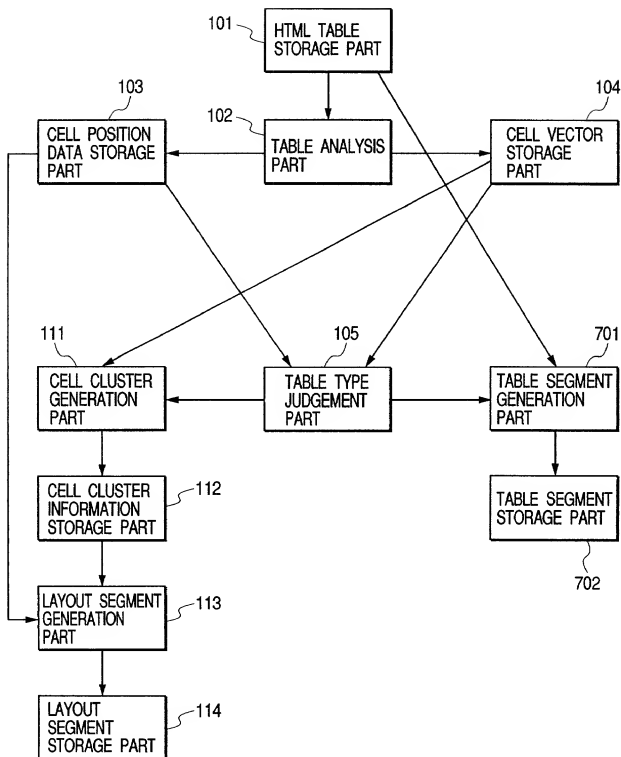 101
HTML TABLE
STORAGE PART
103
CELL POSITION
DATA STORAGE
PART
102
TABLE ANALYSIS
PART
104
CELL VECTOR
STORAGE
PART
111
CELL CLUSTER
GENERATION
PART
105
TABLE TYPE
JUDGEMENT
PART
701
TABLE SEGMENT
GENERATION
PART
CELL CLUSTER
INFORMATION
STORAGE PART
112
TABLE SEGMENT
STORAGE PART
702
LAYOUT SEGMENT
GENERATION
PART
113
LAYOUT
SEGMENT
STORAGE PART
114